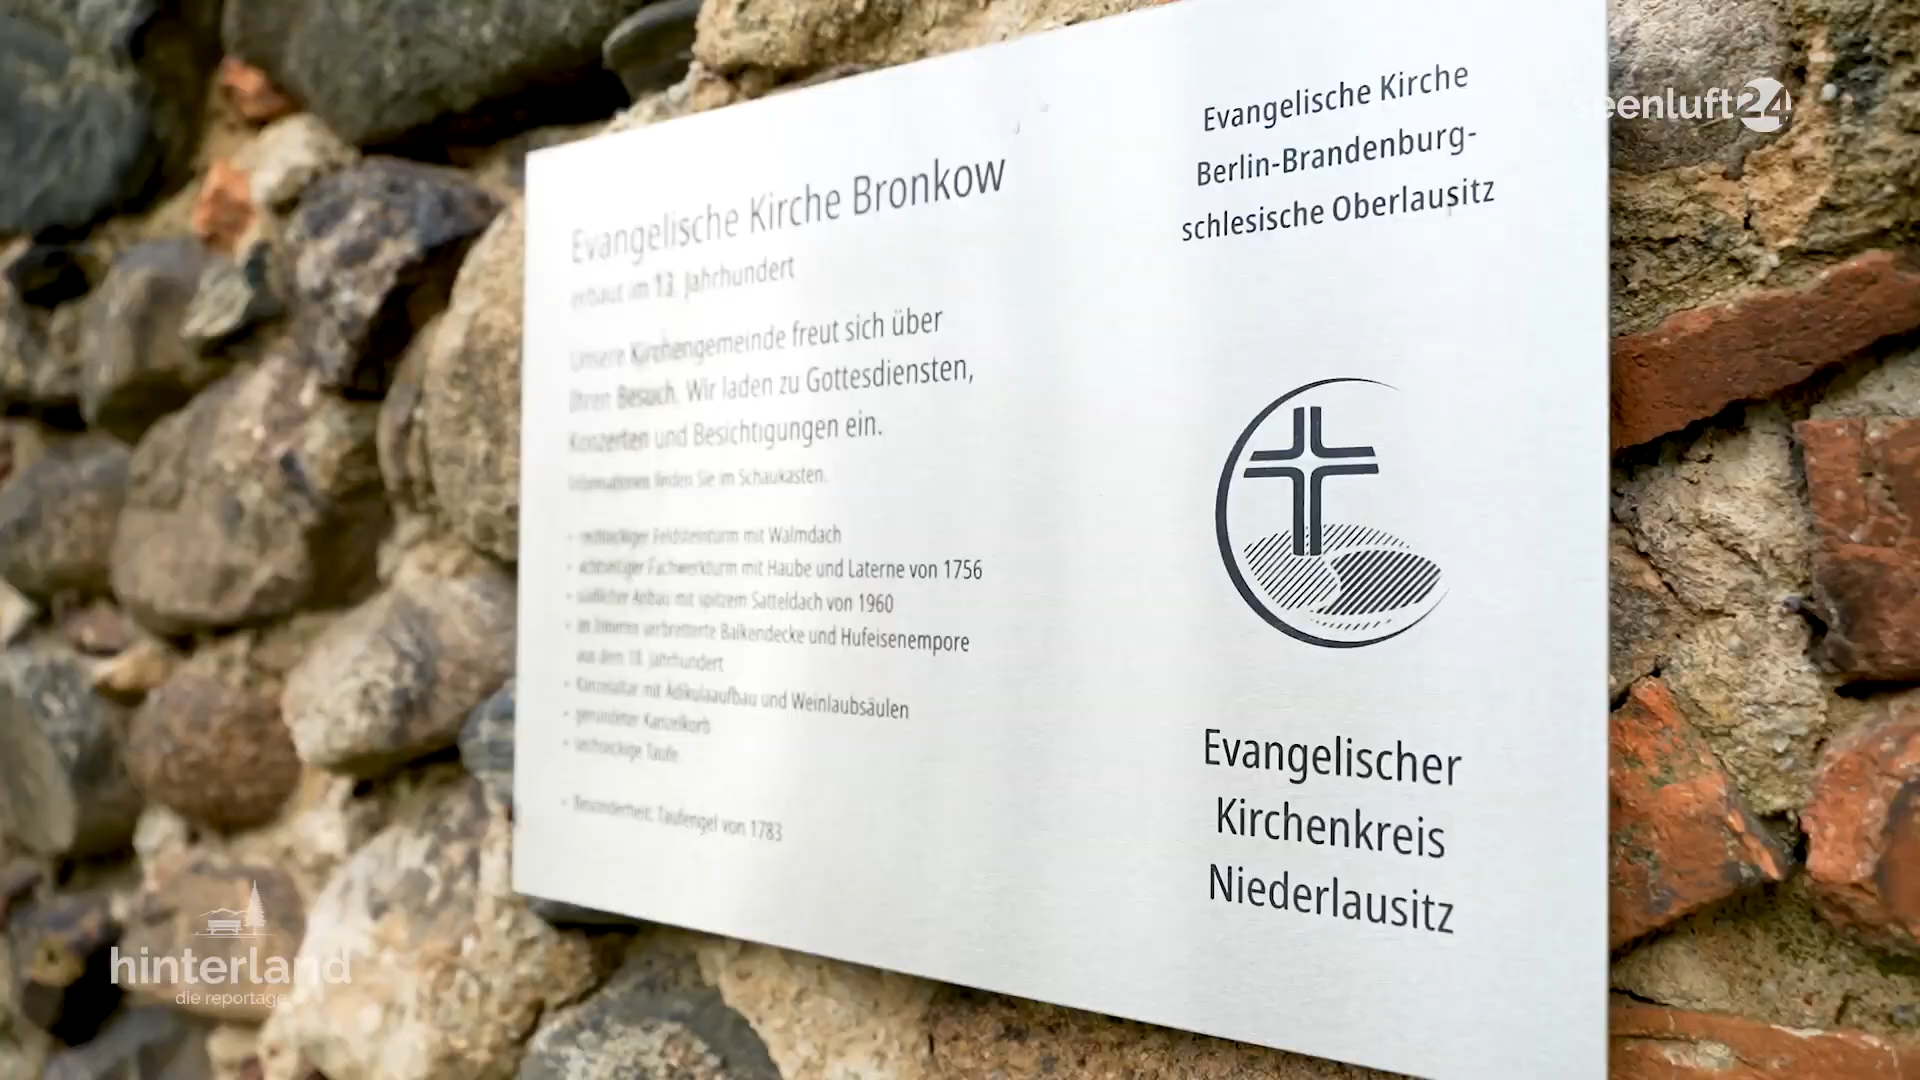 Evangelische Kirche Bronkow
erbaut im 13. Jahrhundert
Unsere Kirchengemeinde freut sich über
Ihren Besuch. Wir laden zu Gottesdiensten,
Konzerten und Besichtigungen ein.
Informationen finden Sie im Schaukasten.
• rechteckiger Feldsteinturm mit Walmdach
• achtseitiger Fachwerkturm mit Haube und Laterne von 1756
• südlicher Anbau mit spitzem Satteldach von 1960
• im Inneren verbretterte Balkendecke und Hufeisenempore
aus dem 18. Jahrhundert
• Kanzelaltar mit Ädikulaaufbau und Weinlaubsäulen
• gerundeter Kanzelkorb
• sechseckige Taufe
• Besonderheit: Taufengel von 1783
Evangelische Kirche
Berlin-Brandenburg-
schlesische Oberlausitz
Evangelischer
Kirchenkreis
Niederlausitz
seenluft24
hinterland
die reportage